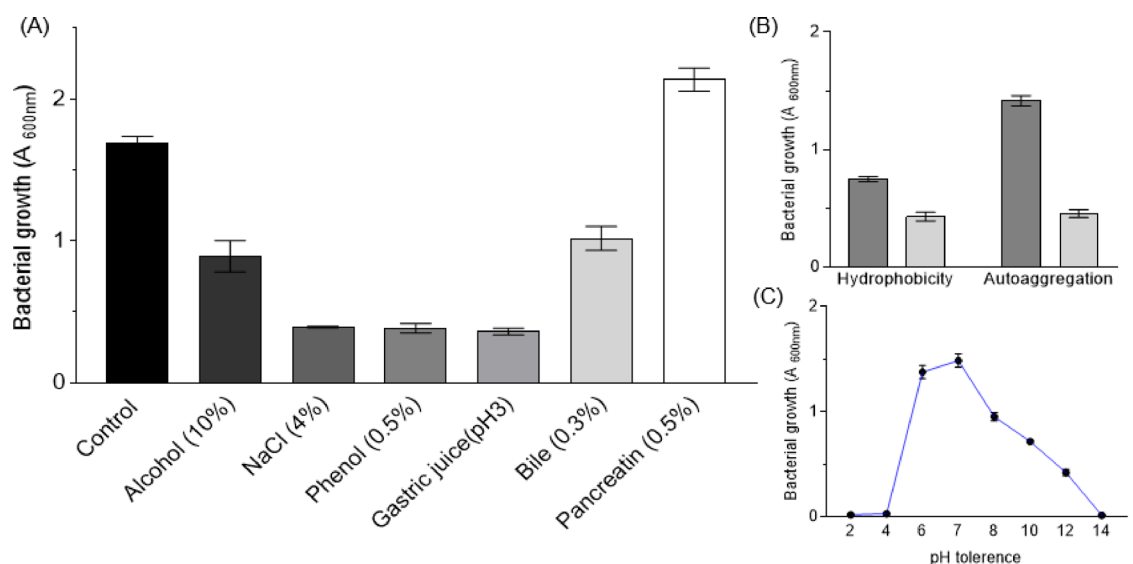 (A)
Bacterial growth (A 600nm)
2
1
0
Control
Alcohol (10%)
NaCl (4%)
Phenol (0.5%)
Gastric juice(pH3)
Bile (0.3%)
Pancreatin (0.5%)
(B)
Bacterial growth (A 600nm)
2
1
0
Hydrophobicity
Autoaggregation
(C)
Bacterial growth (A 600nm)
2
1
0
2 4 6 7 8 10 12 14
pH tolerence